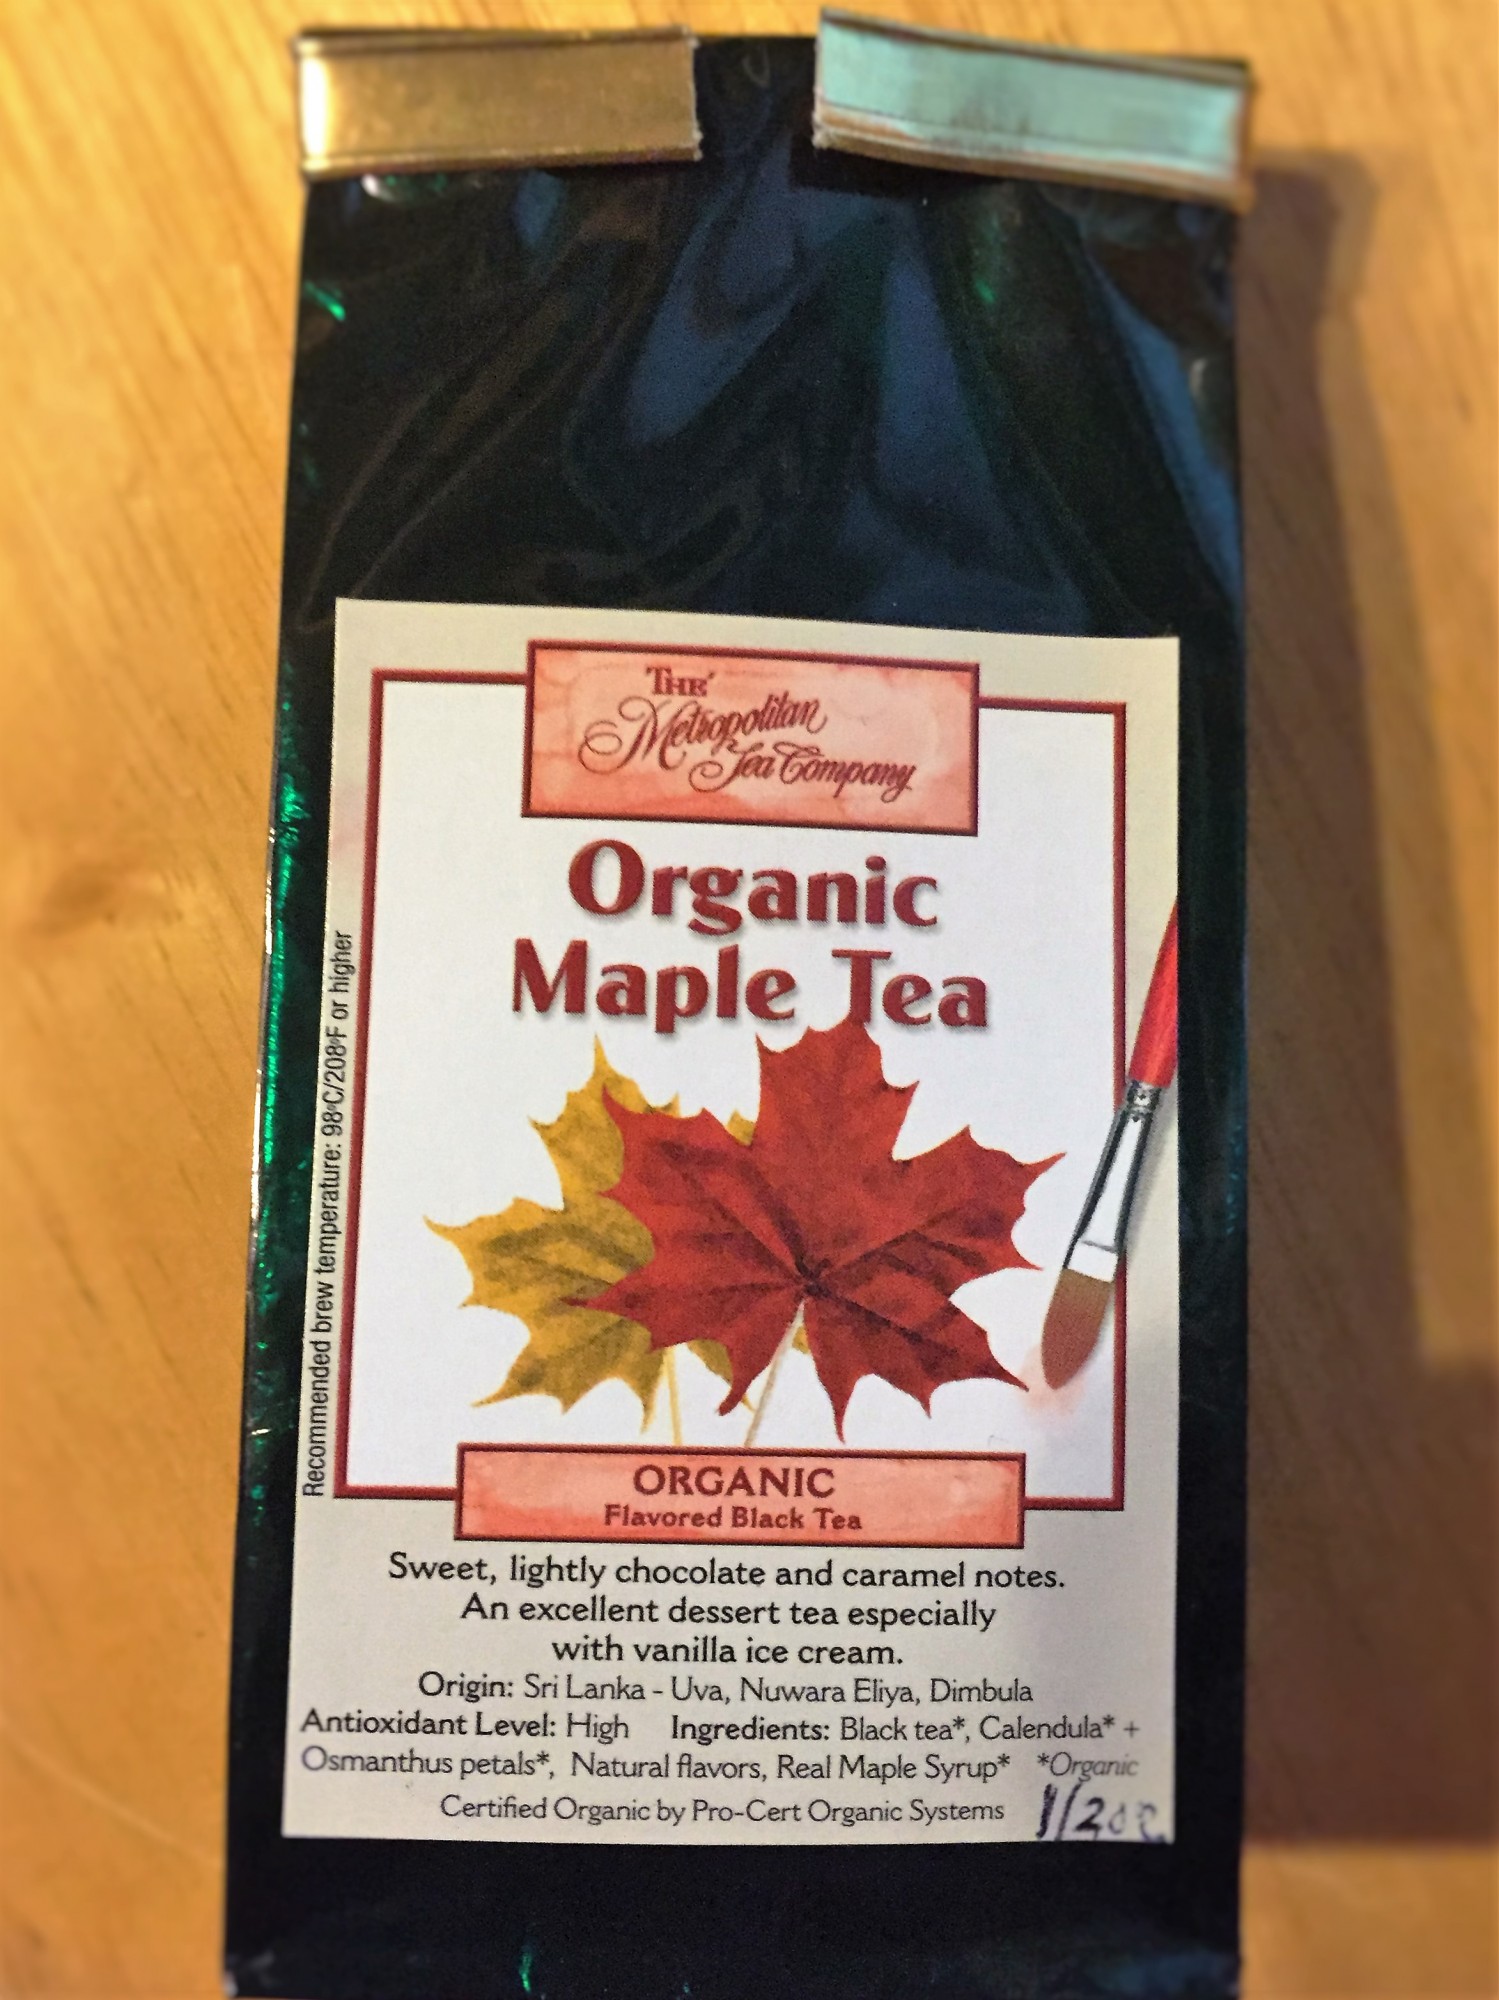 THE'
Metropolitan
Tea Company
Organic
Maple Tea
Recommended brew temperature: 98°C/208°F or higher
ORGANIC
Flavored Black Tea
Sweet, lightly chocolate and caramel notes.
An excellent dessert tea especially
with vanilla ice cream.
Origin: Sri Lanka - Uva, Nuwara Eliya, Dimbula
Antioxidant Level: High Ingredients: Black tea*, Calendula* +
Osmanthus petals*, Natural flavors, Real Maple Syrup* *Organic
Certified Organic by Pro-Cert Organic Systems